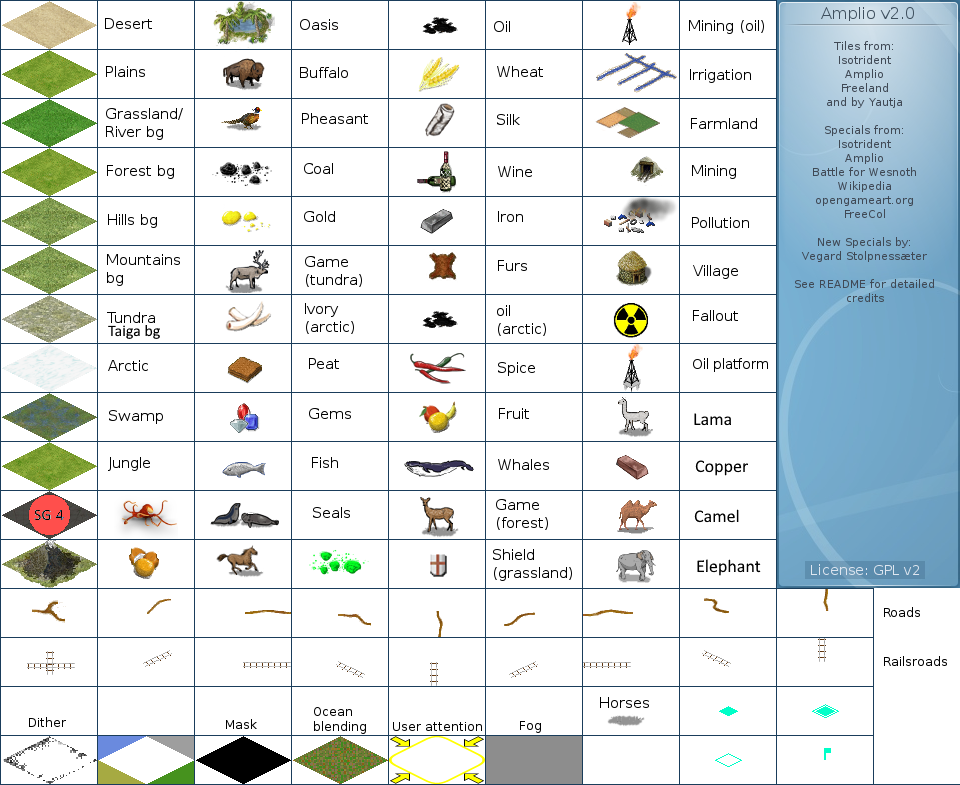 Desert
Oasis
Oil
Mining (oil)
Plains
Buffalo
Wheat
Irrigation
Grassland/
River bg
Pheasant
Silk
Farmland
Forest bg
Coal
Wine
Mining
Hills bg
Gold
Iron
Pollution
Mountains
bg
Game
(tundra)
Furs
Village
Tundra
Taiga bg
Ivory
(arctic)
oil
(arctic)
Fallout
Arctic
Peat
Spice
Oil platform
Swamp
Gems
Fruit
Lama
Jungle
Fish
Whales
Copper
SG 4
Seals
Game
(forest)
Camel
Shield
(grassland)
Elephant
Roads
Railsroads
Dither
Mask
Ocean
blending
User attention
Fog
Horses
Amplio v2.0
Tiles from:
Isotrident
Amplio
Freeland
and by Yautja
Specials from:
Isotrident
Amplio
Battle for Wesnoth
Wikipedia
opengameart.org
FreeCol
New Specials by:
Vegard Stolpnessæter
See README for detailed
credits
License: GPL v2